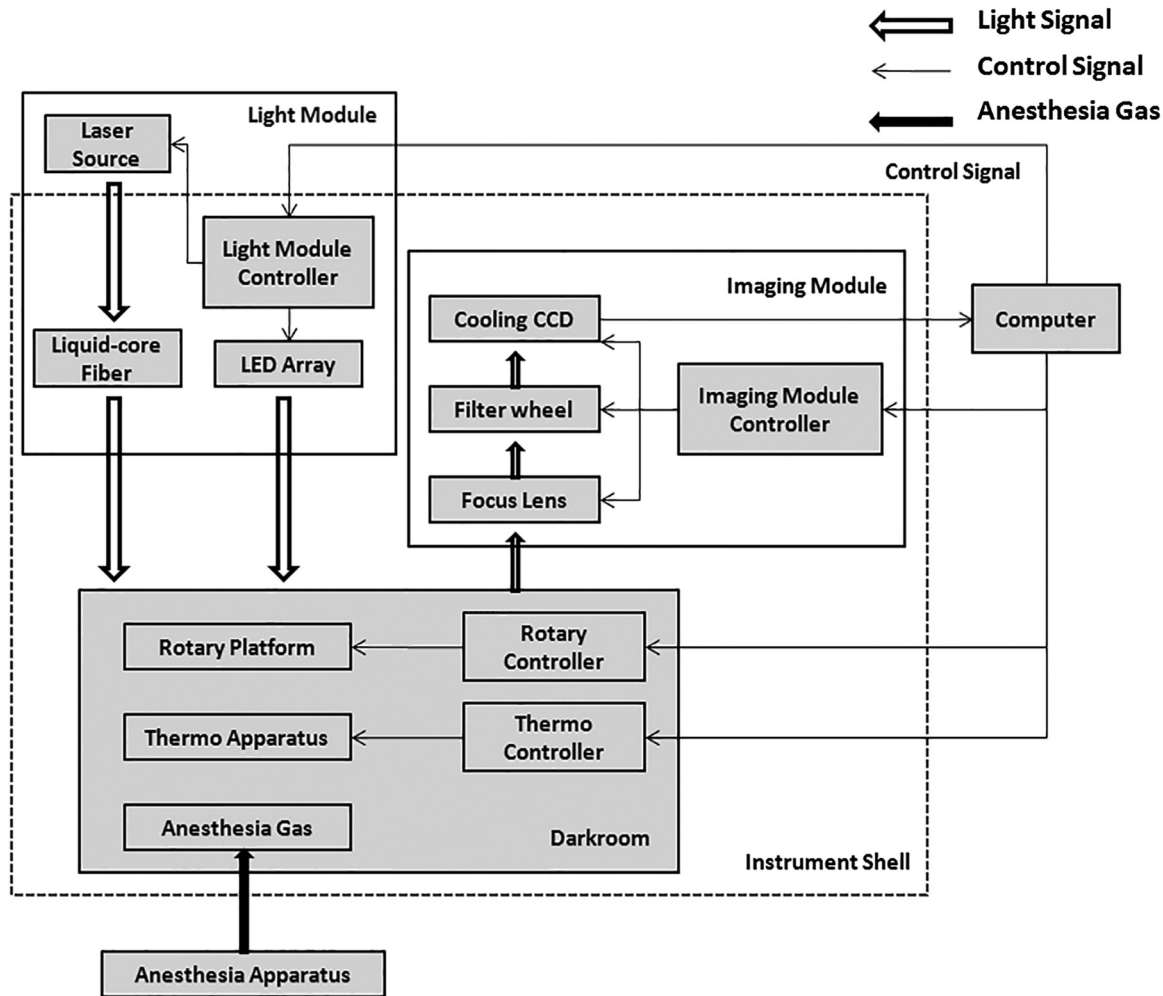 Light Signal
Control Signal
Anesthesia Gas
Light Module
Laser
Source
Control Signal
Light Module
Controller
Imaging Module
Cooling CCD
Computer
Liquid-core
Fiber
LED Array
Filter wheel
Imaging Module
Controller
Focus Lens
Rotary Platform
Rotary
Controller
Thermo Apparatus
Thermo
Controller
Anesthesia Gas
Darkroom
Instrument Shell
Anesthesia Apparatus